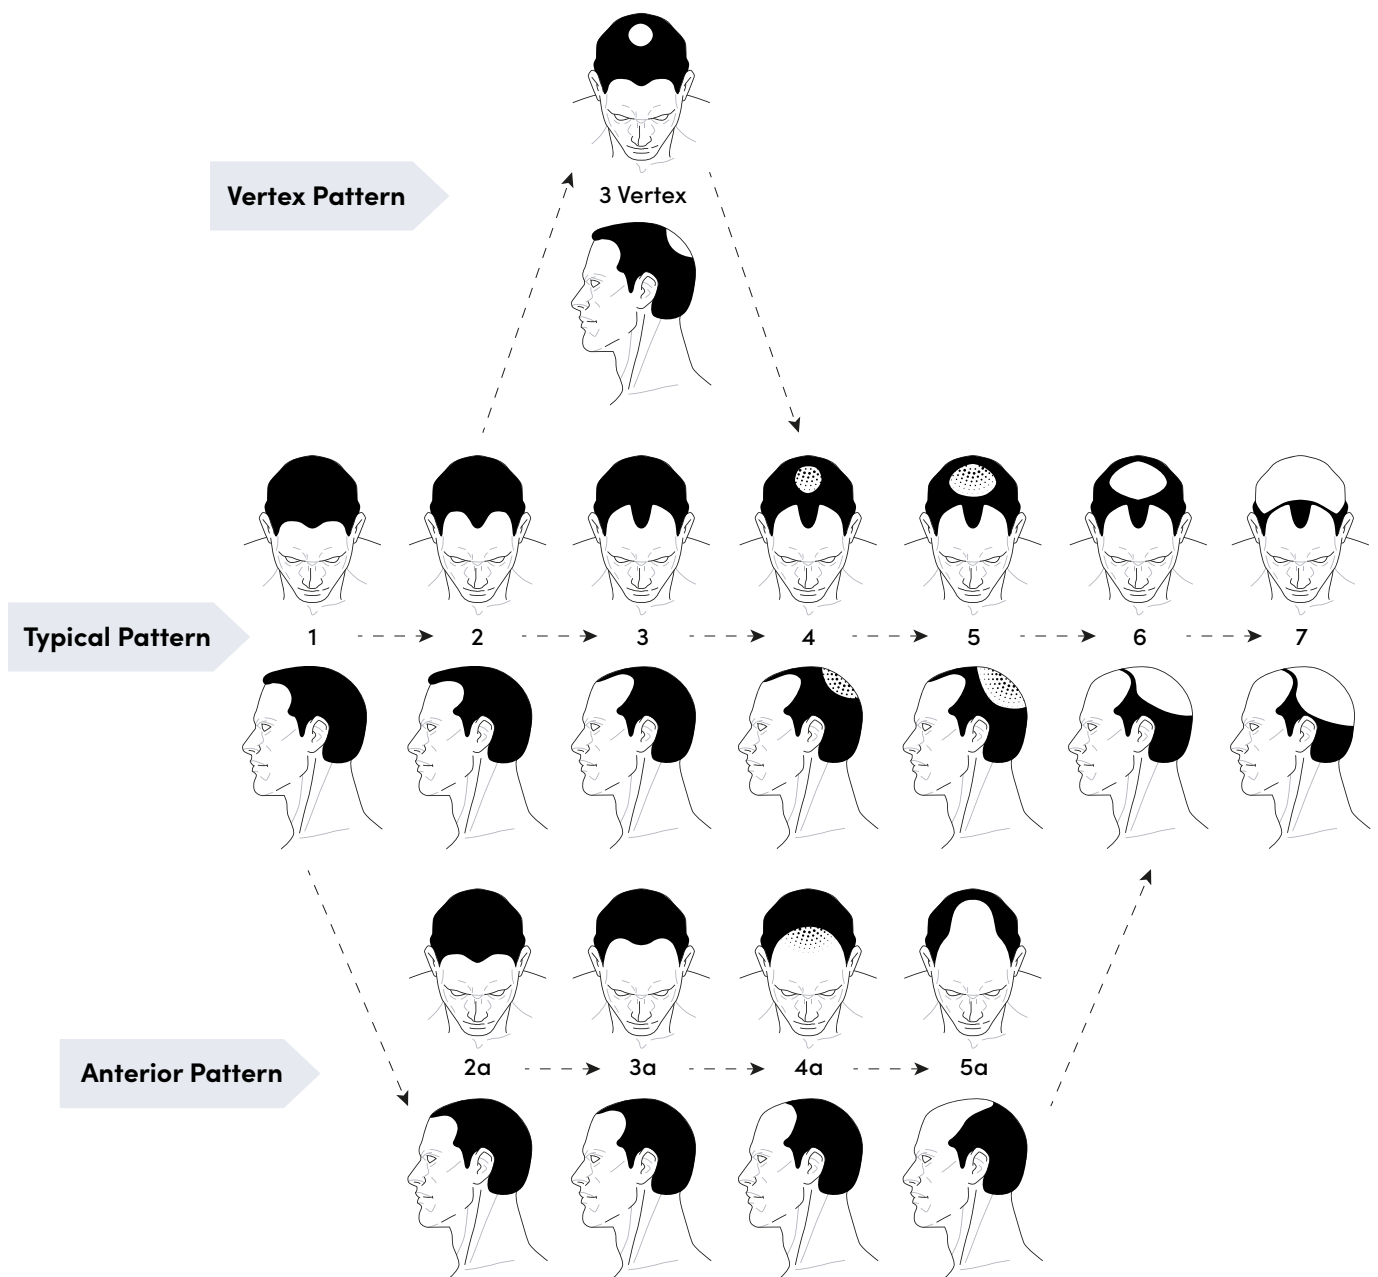 Vertex Pattern
3 Vertex
Typical Pattern
1
2
3
4
5
6
7
Anterior Pattern
2a
3a
4a
5a